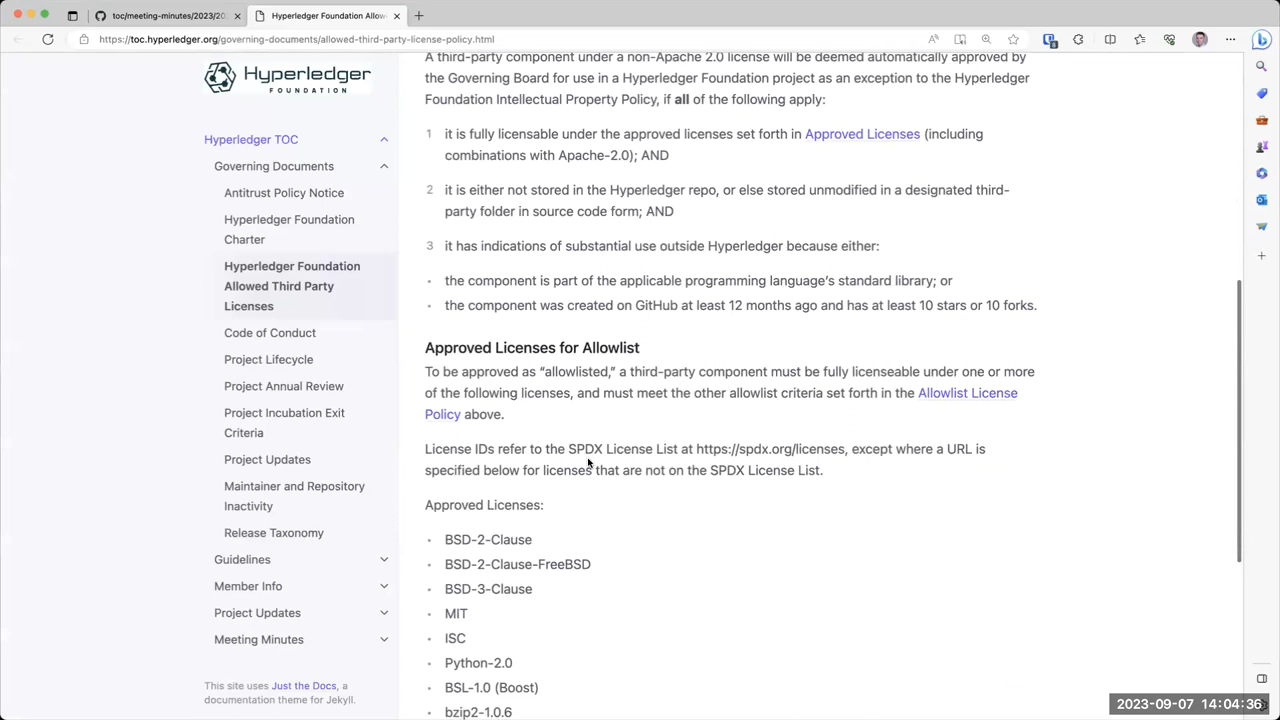 toc/meeting-minutes/2023/20
Hyperledger Foundation Allow
https://toc.hyperledger.org/governing-documents/allowed-third-party-license-policy.html
Hyperledger
FOUNDATION
Hyperledger TOC
Governing Documents
Antitrust Policy Notice
Hyperledger Foundation
Charter
Hyperledger Foundation
Allowed Third Party
Licenses
Code of Conduct
Project Lifecycle
Project Annual Review
Project Incubation Exit
Criteria
Project Updates
Maintainer and Repository
Inactivity
Release Taxonomy
Guidelines
Member Info
Project Updates
Meeting Minutes
This site uses Just the Docs, a
documentation theme for Jekyll.
A third-party component under a non-Apache 2.0 license will be deemed automatically approved by
the Governing Board for use in a Hyperledger Foundation project as an exception to the Hyperledger
Foundation Intellectual Property Policy, if all of the following apply:
1 it is fully licensable under the approved licenses set forth in Approved Licenses (including
combinations with Apache-2.0); AND
2 it is either not stored in the Hyperledger repo, or else stored unmodified in a designated third-
party folder in source code form; AND
3 it has indications of substantial use outside Hyperledger because either:
· the component is part of the applicable programming language’s standard library; or
· the component was created on GitHub at least 12 months ago and has at least 10 stars or 10 forks.
Approved Licenses for Allowlist
To be approved as “allowlisted,” a third-party component must be fully licenseable under one or more
of the following licenses, and must meet the other allowlist criteria set forth in the Allowlist License
Policy above.
License IDs refer to the SPDX License List at https://spdx.org/licenses, except where a URL is
specified below for licenses that are not on the SPDX License List.
Approved Licenses:
· BSD-2-Clause
· BSD-2-Clause-FreeBSD
· BSD-3-Clause
· MIT
· ISC
· Python-2.0
· BSL-1.0 (Boost)
· bzip2-1.0.6
2023-09-07 14:04:36